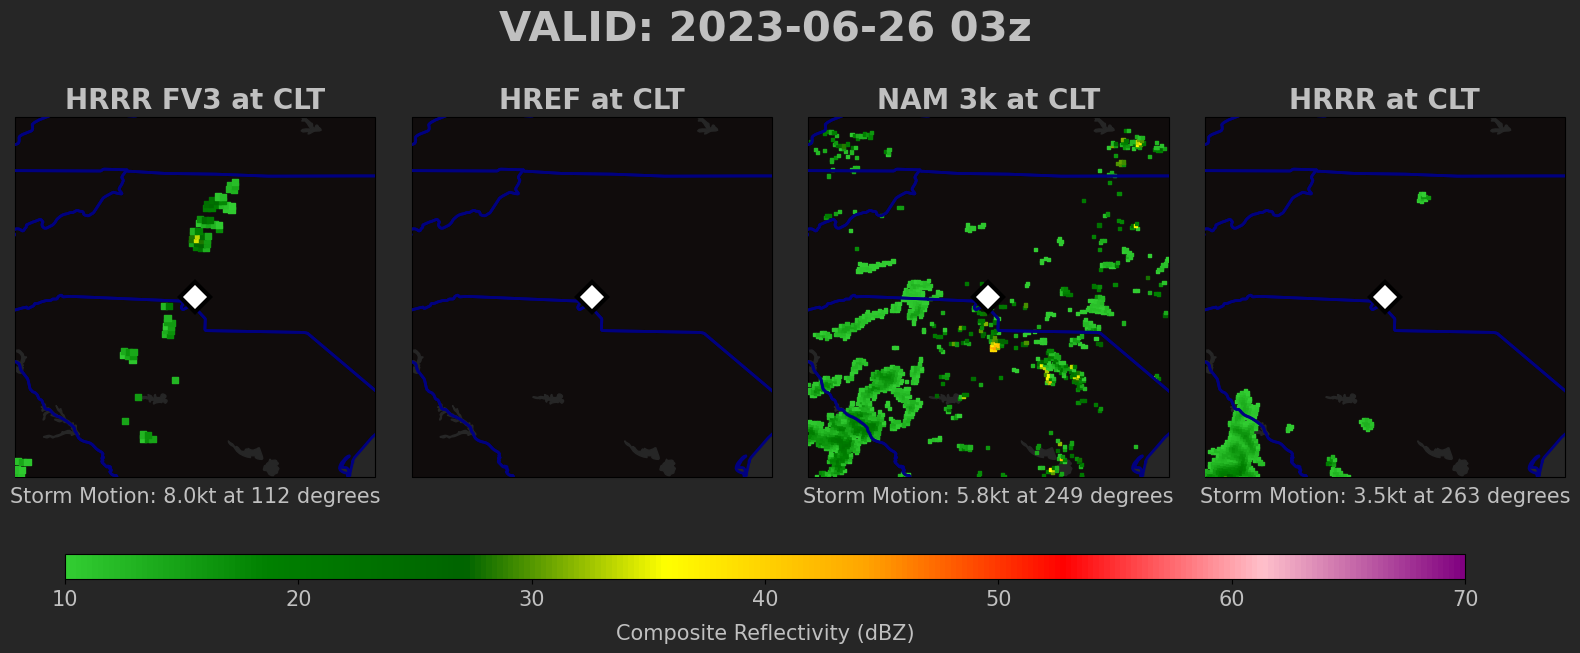 VALID: 2023-06-26 03z
HRRR FV3 at CLT
HREF at CLT
NAM 3k at CLT
HRRR at CLT
Storm Motion: 8.0kt at 112 degrees
Storm Motion: 5.8kt at 249 degrees
Storm Motion: 3.5kt at 263 degrees
10 20 30 40 50 60 70
Composite Reflectivity (dBZ)